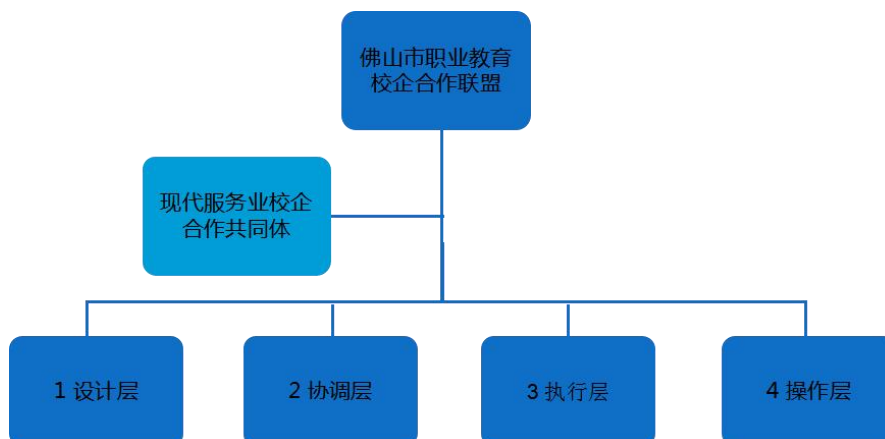 佛山市职业教育
校企合作联盟
现代服务业校企
合作共同体
1 设计层
2 协调层
3 执行层
4 操作层